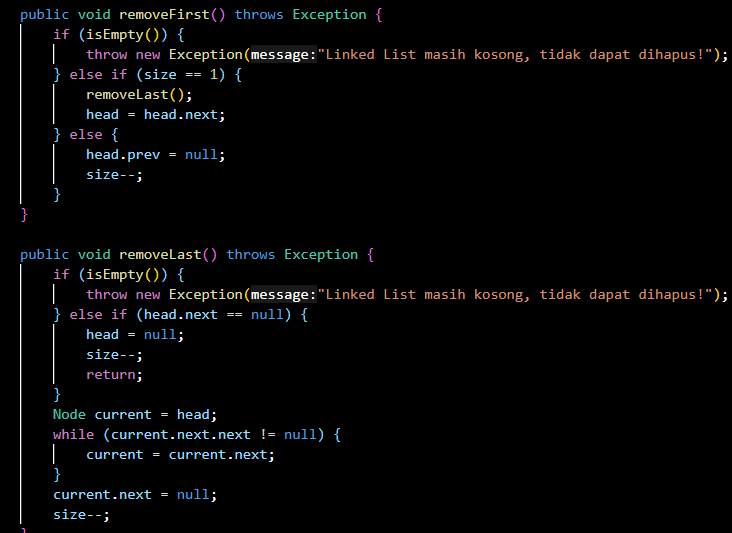 public void removeFirst() throws Exception {
    if (isEmpty()) {
        throw new Exception(message:"Linked List masih kosong, tidak dapat dihapus!");
    } else if (size == 1) {
        removeLast();
        head = head.next;
    } else {
        head.prev = null;
        size--;
    }
}

public void removeLast() throws Exception {
    if (isEmpty()) {
        throw new Exception(message:"Linked List masih kosong, tidak dapat dihapus!");
    } else if (head.next == null) {
        head = null;
        size--;
        return;
    }
    Node current = head;
    while (current.next.next != null) {
        current = current.next;
    }
    current.next = null;
    size--;
}